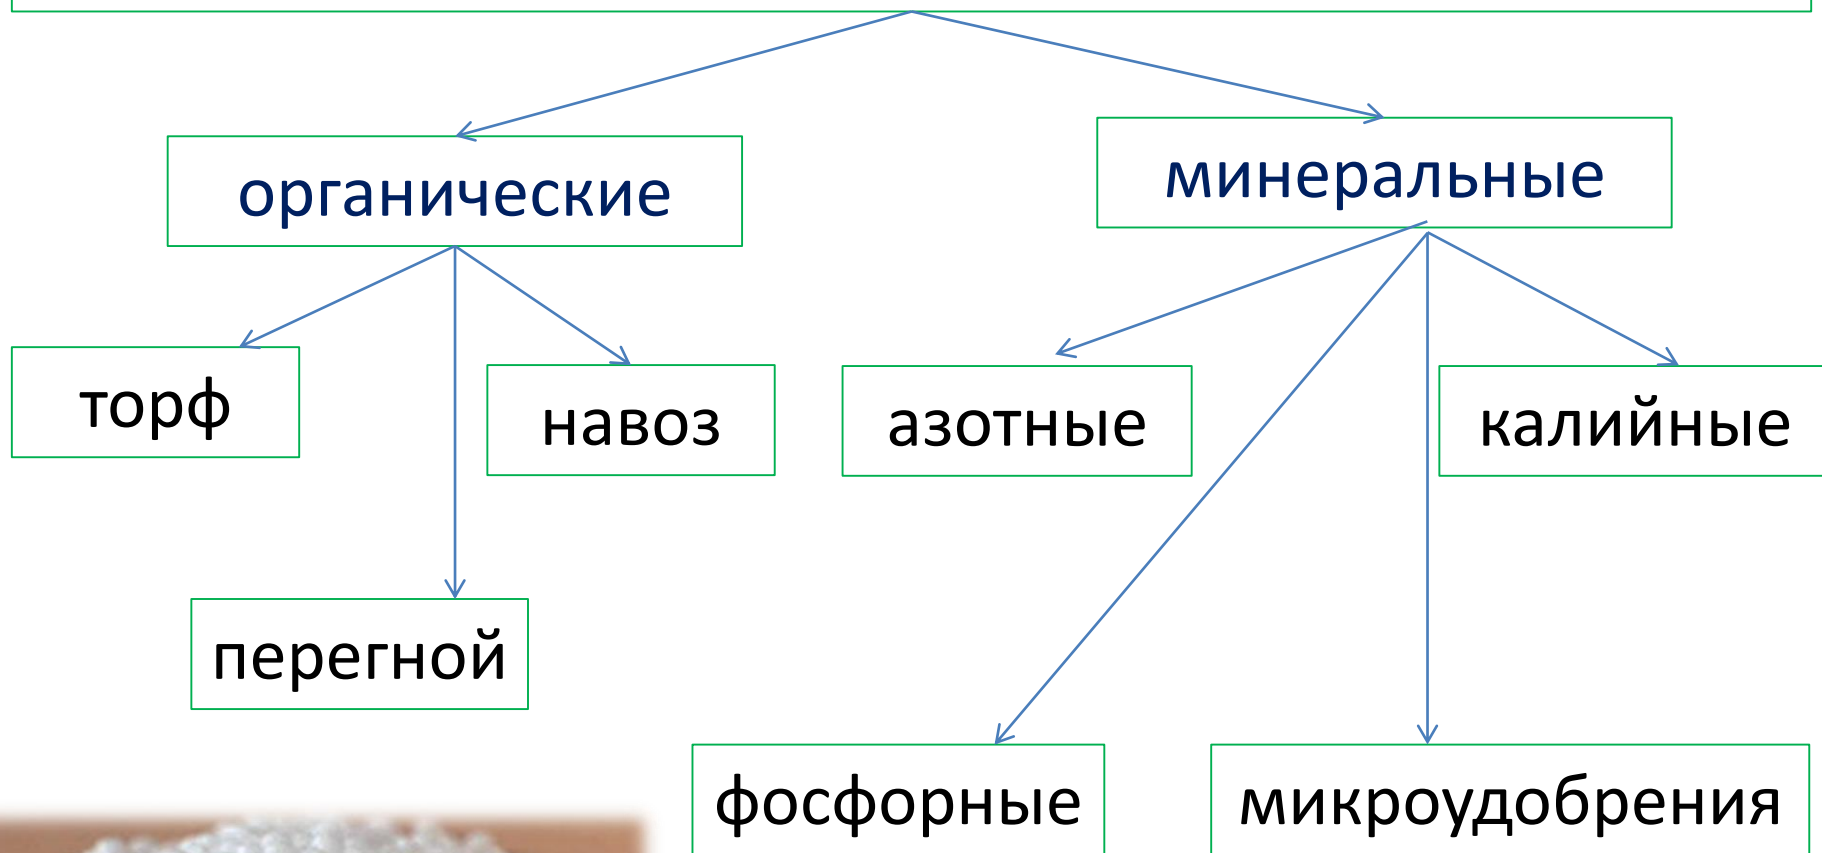 органические
минеральные
торф
навоз
азотные
калийные
перегной
фосфорные
микроудобрения